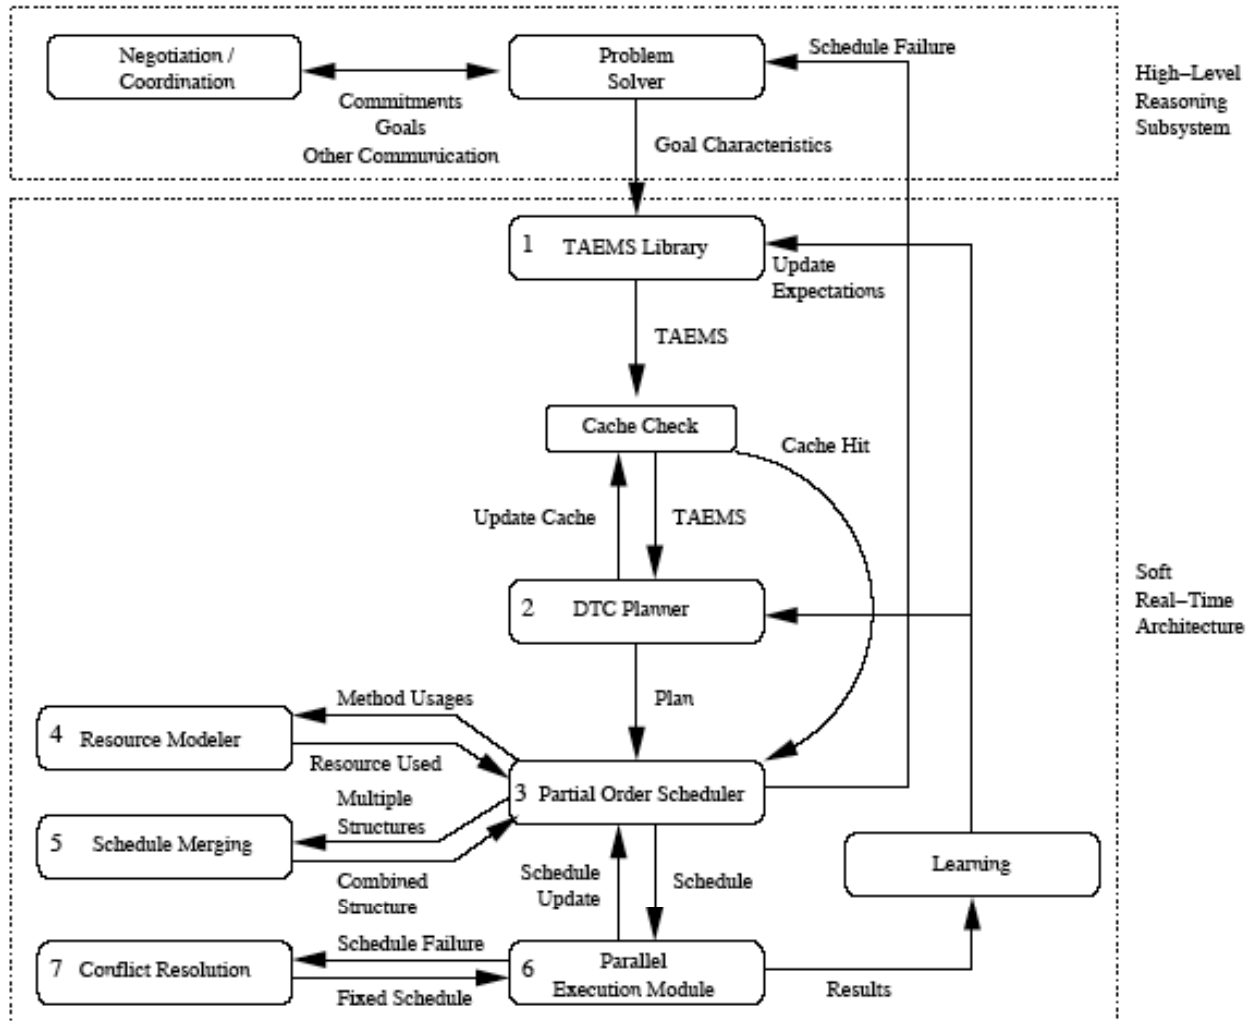 Negotiation /
Coordination
Problem
Solver
Schedule Failure
Commitments
Goals
Other Communication
Goal Characteristics
High–Level
Reasoning
Subsystem
1 TAEMS Library
Update
Expectations
TAEMS
Cache Check
Cache Hit
Update Cache
TAEMS
2 DTC Planner
Soft
Real–Time
Architecture
Plan
Method Usages
4 Resource Modeler
Resource Used
3 Partial Order Scheduler
Multiple
Structures
5 Schedule Merging
Combined
Structure
Schedule
Update
Schedule
Learning
Schedule Failure
7 Conflict Resolution
Fixed Schedule
6 Parallel
Execution Module
Results